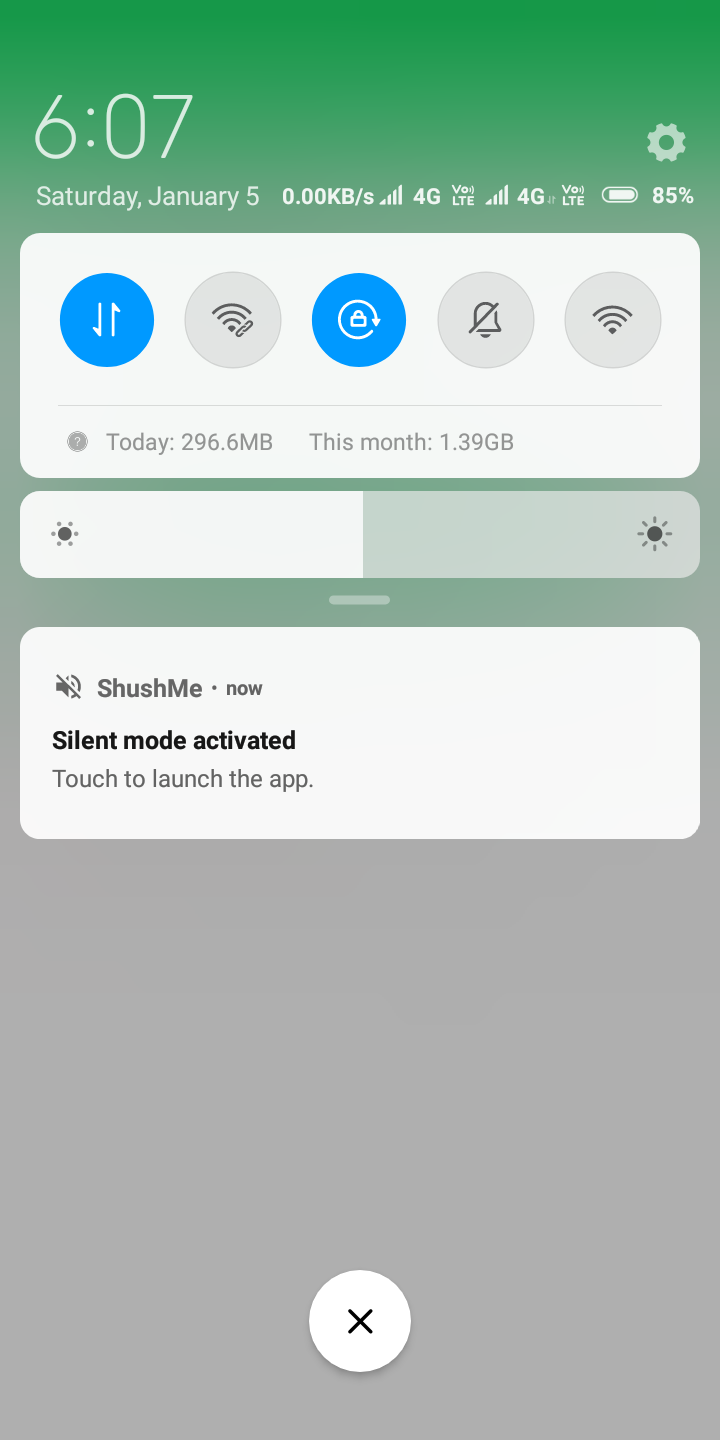 6:07
Saturday, January 5 0.00KB/s 4G Vo) LTE 4G Vo) LTE 85%
? Today: 296.6MB This month: 1.39GB
ShushMe · now
Silent mode activated
Touch to launch the app.